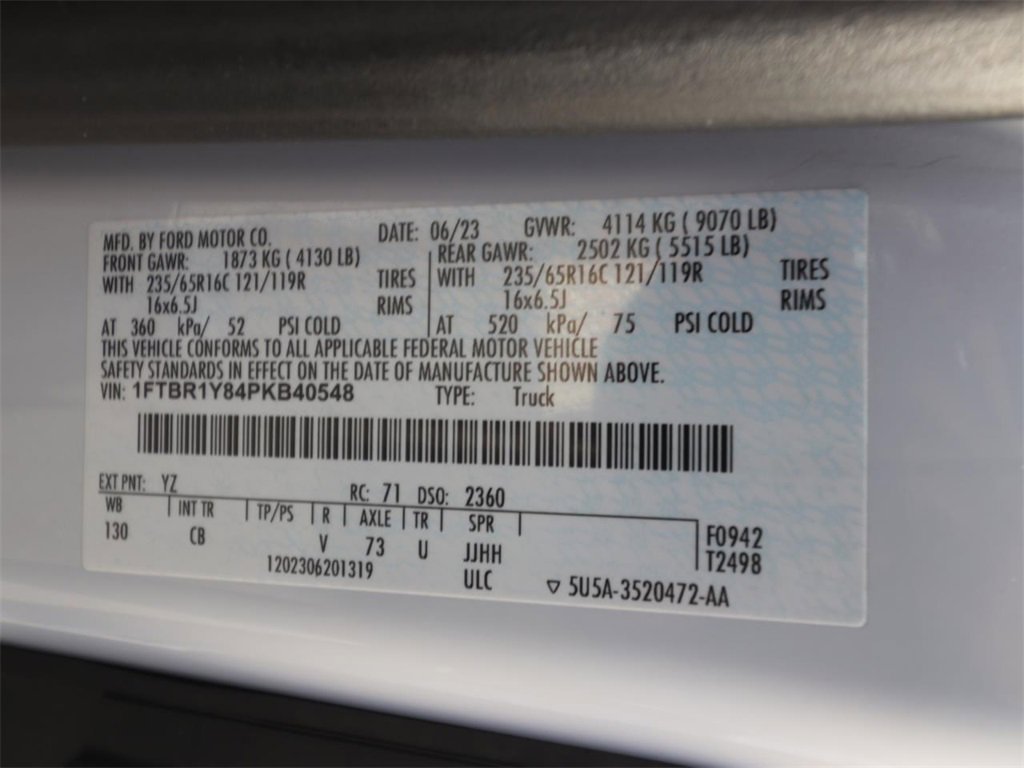 MFD. BY FORD MOTOR CO. DATE: 06/23 GVWR: 4114 KG ( 9070 LB)
FRONT GAWR: 1873 KG ( 4130 LB) REAR GAWR: 2502 KG ( 5515 LB)
WITH 235/65R16C 121/119R TIRES WITH 235/65R16C 121/119R TIRES
16x6.5J RIMS 16x6.5J RIMS
AT 360 kPa/ 52 PSI COLD AT 520 kPa/ 75 PSI COLD
THIS VEHICLE CONFORMS TO ALL APPLICABLE FEDERAL MOTOR VEHICLE
SAFETY STANDARDS IN EFFECT ON THE DATE OF MANUFACTURE SHOWN ABOVE.
VIN: 1FTBR1Y84PKB40548 TYPE: Truck
EXT PNT: YZ RC: 71 DSO: 2360
WB INT TR TP/PS R AXLE TR SPR F0942
130 CB V 73 U JJHH T2498
1202306201319 ULC ▽ 5U5A-3520472-AA